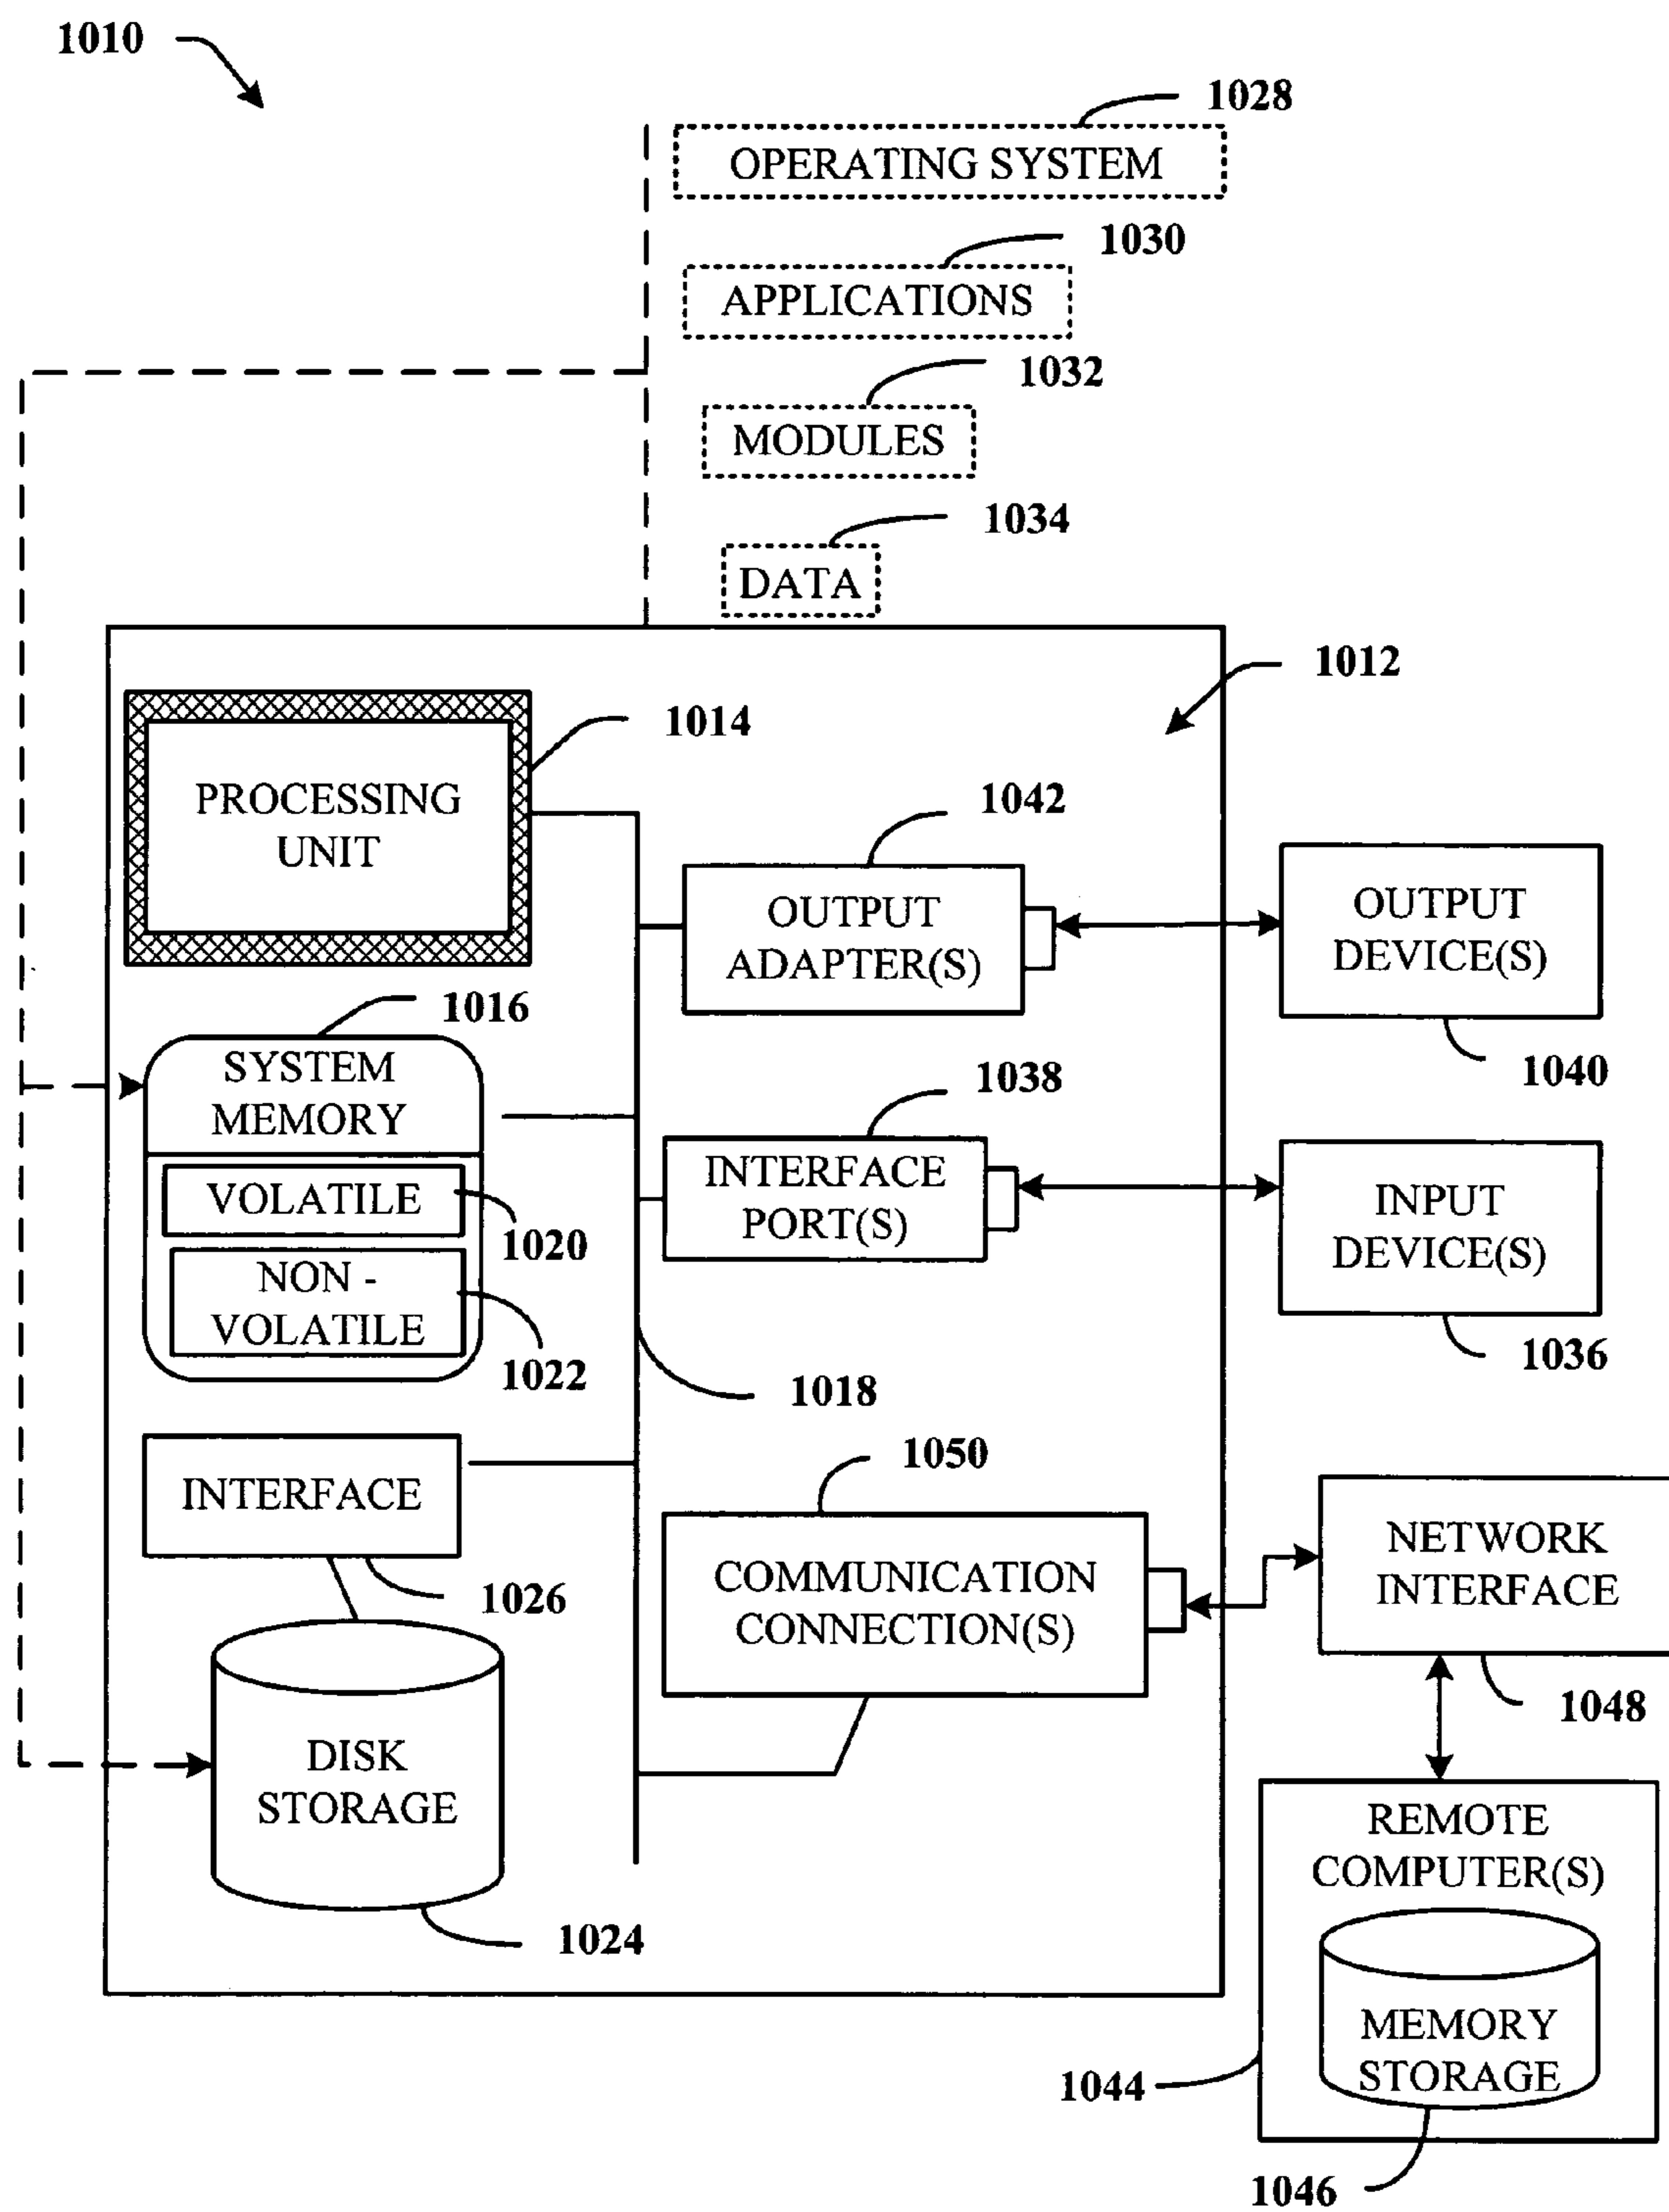 1010
1028
OPERATING SYSTEM
1030
APPLICATIONS
1032
MODULES
1034
DATA
1012
1014
PROCESSING
UNIT
1042
OUTPUT
ADAPTER(S)
OUTPUT
DEVICE(S)
1040
1016
SYSTEM
MEMORY
VOLATILE
1020
NON -
VOLATILE
1022
1038
INTERFACE
PORT(S)
INPUT
DEVICE(S)
1036
1018
INTERFACE
1026
1050
COMMUNICATION
CONNECTION(S)
NETWORK
INTERFACE
1048
DISK
STORAGE
1024
REMOTE
COMPUTER(S)
MEMORY
STORAGE
1044
1046